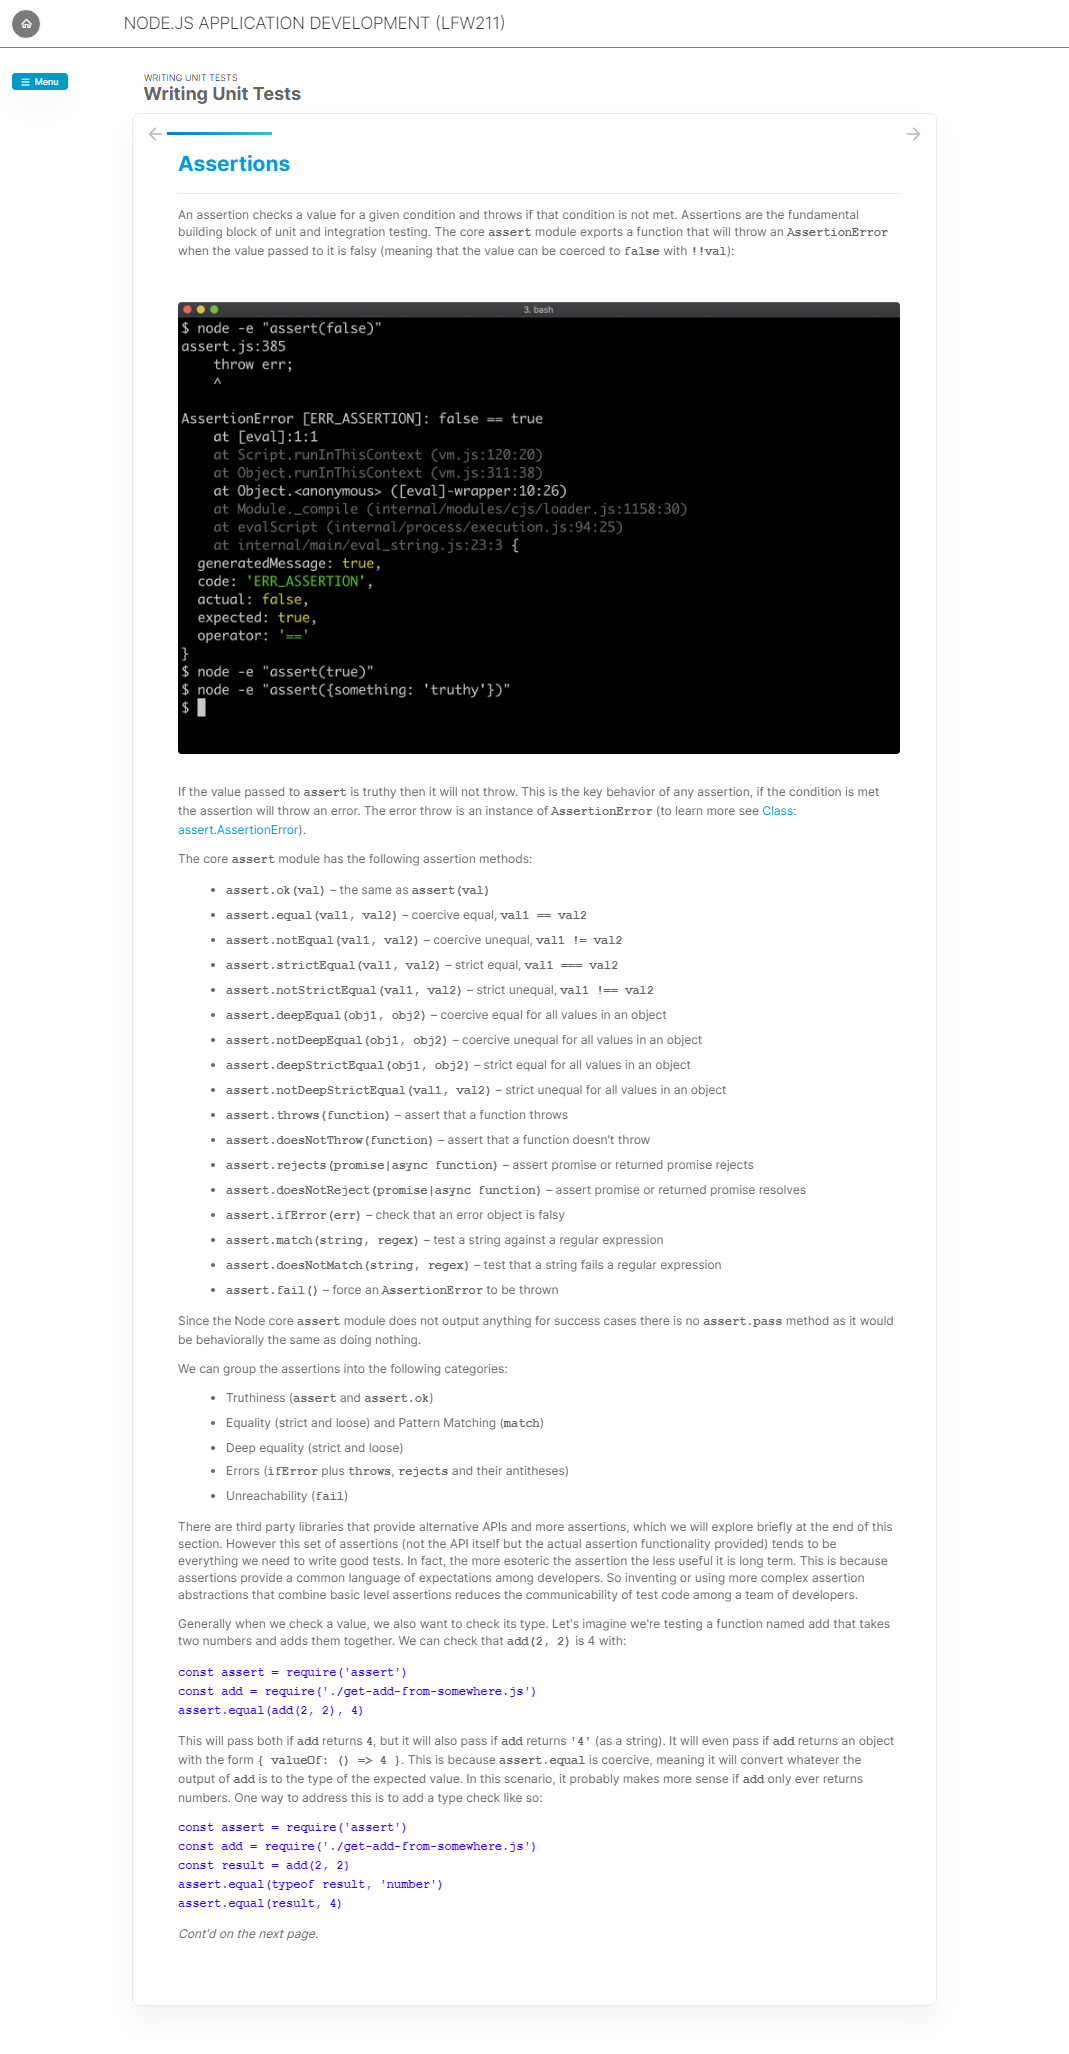 NODE.JS APPLICATION DEVELOPMENT (LFW211)
Menu
WRITING UNIT TESTS
Writing Unit Tests
Assertions
An assertion checks a value for a given condition and throws if that condition is not met. Assertions are the fundamental
building block of unit and integration testing. The core assert module exports a function that will throw an AssertionError
when the value passed to it is falsy (meaning that the value can be coerced to false with !!val):
3. bash
$ node -e "assert(false)"
assert.js:385
    throw err;
    ^
AssertionError [ERR_ASSERTION]: false == true
    at [eval]:1:1
    at Script.runInThisContext (vm.js:120:20)
    at Object.runInThisContext (vm.js:311:38)
    at Object.<anonymous> ([eval]-wrapper:10:26)
    at Module._compile (internal/modules/cjs/loader.js:1158:30)
    at evalScript (internal/process/execution.js:94:25)
    at internal/main/eval_string.js:23:3 {
  generatedMessage: true,
  code: 'ERR_ASSERTION',
  actual: false,
  expected: true,
  operator: '=='
}
$ node -e "assert(true)"
$ node -e "assert({something: 'truthy'})"
$
If the value passed to assert is truthy then it will not throw. This is the key behavior of any assertion, if the condition is met
the assertion will throw an error. The error throw is an instance of AssertionError (to learn more see Class:
assert.AssertionError).
The core assert module has the following assertion methods:
• assert.ok(val) – the same as assert(val)
• assert.equal(val1, val2) – coercive equal, val1 == val2
• assert.notEqual(val1, val2) – coercive unequal, val1 != val2
• assert.strictEqual(val1, val2) – strict equal, val1 === val2
• assert.notStrictEqual(val1, val2) – strict unequal, val1 !== val2
• assert.deepEqual(obj1, obj2) – coercive equal for all values in an object
• assert.notDeepEqual(obj1, obj2) – coercive unequal for all values in an object
• assert.deepStrictEqual(obj1, obj2) – strict equal for all values in an object
• assert.notDeepStrictEqual(val1, val2) – strict unequal for all values in an object
• assert.throws(function) – assert that a function throws
• assert.doesNotThrow(function) – assert that a function doesn't throw
• assert.rejects(promise|async function) – assert promise or returned promise rejects
• assert.doesNotReject(promise|async function) – assert promise or returned promise resolves
• assert.ifError(err) – check that an error object is falsy
• assert.match(string, regex) – test a string against a regular expression
• assert.doesNotMatch(string, regex) – test that a string fails a regular expression
• assert.fail() – force an AssertionError to be thrown
Since the Node core assert module does not output anything for success cases there is no assert.pass method as it would
be behaviorally the same as doing nothing.
We can group the assertions into the following categories:
• Truthiness (assert and assert.ok)
• Equality (strict and loose) and Pattern Matching (match)
• Deep equality (strict and loose)
• Errors (ifError plus throws, rejects and their antitheses)
• Unreachability (fail)
There are third party libraries that provide alternative APIs and more assertions, which we will explore briefly at the end of this
section. However this set of assertions (not the API itself but the actual assertion functionality provided) tends to be
everything we need to write good tests. In fact, the more esoteric the assertion the less useful it is long term. This is because
assertions provide a common language of expectations among developers. So inventing or using more complex assertion
abstractions that combine basic level assertions reduces the communicability of test code among a team of developers.
Generally when we check a value, we also want to check its type. Let's imagine we're testing a function named add that takes
two numbers and adds them together. We can check that add(2, 2) is 4 with:
const assert = require('assert')
const add = require('./get-add-from-somewhere.js')
assert.equal(add(2, 2), 4)
This will pass both if add returns 4, but it will also pass if add returns '4' (as a string). It will even pass if add returns an object
with the form { valueOf: () => 4 }. This is because assert.equal is coercive, meaning it will convert whatever the
output of add is to the type of the expected value. In this scenario, it probably makes more sense if add only ever returns
numbers. One way to address this is to add a type check like so:
const assert = require('assert')
const add = require('./get-add-from-somewhere.js')
const result = add(2, 2)
assert.equal(typeof result, 'number')
assert.equal(result, 4)
Cont'd on the next page.